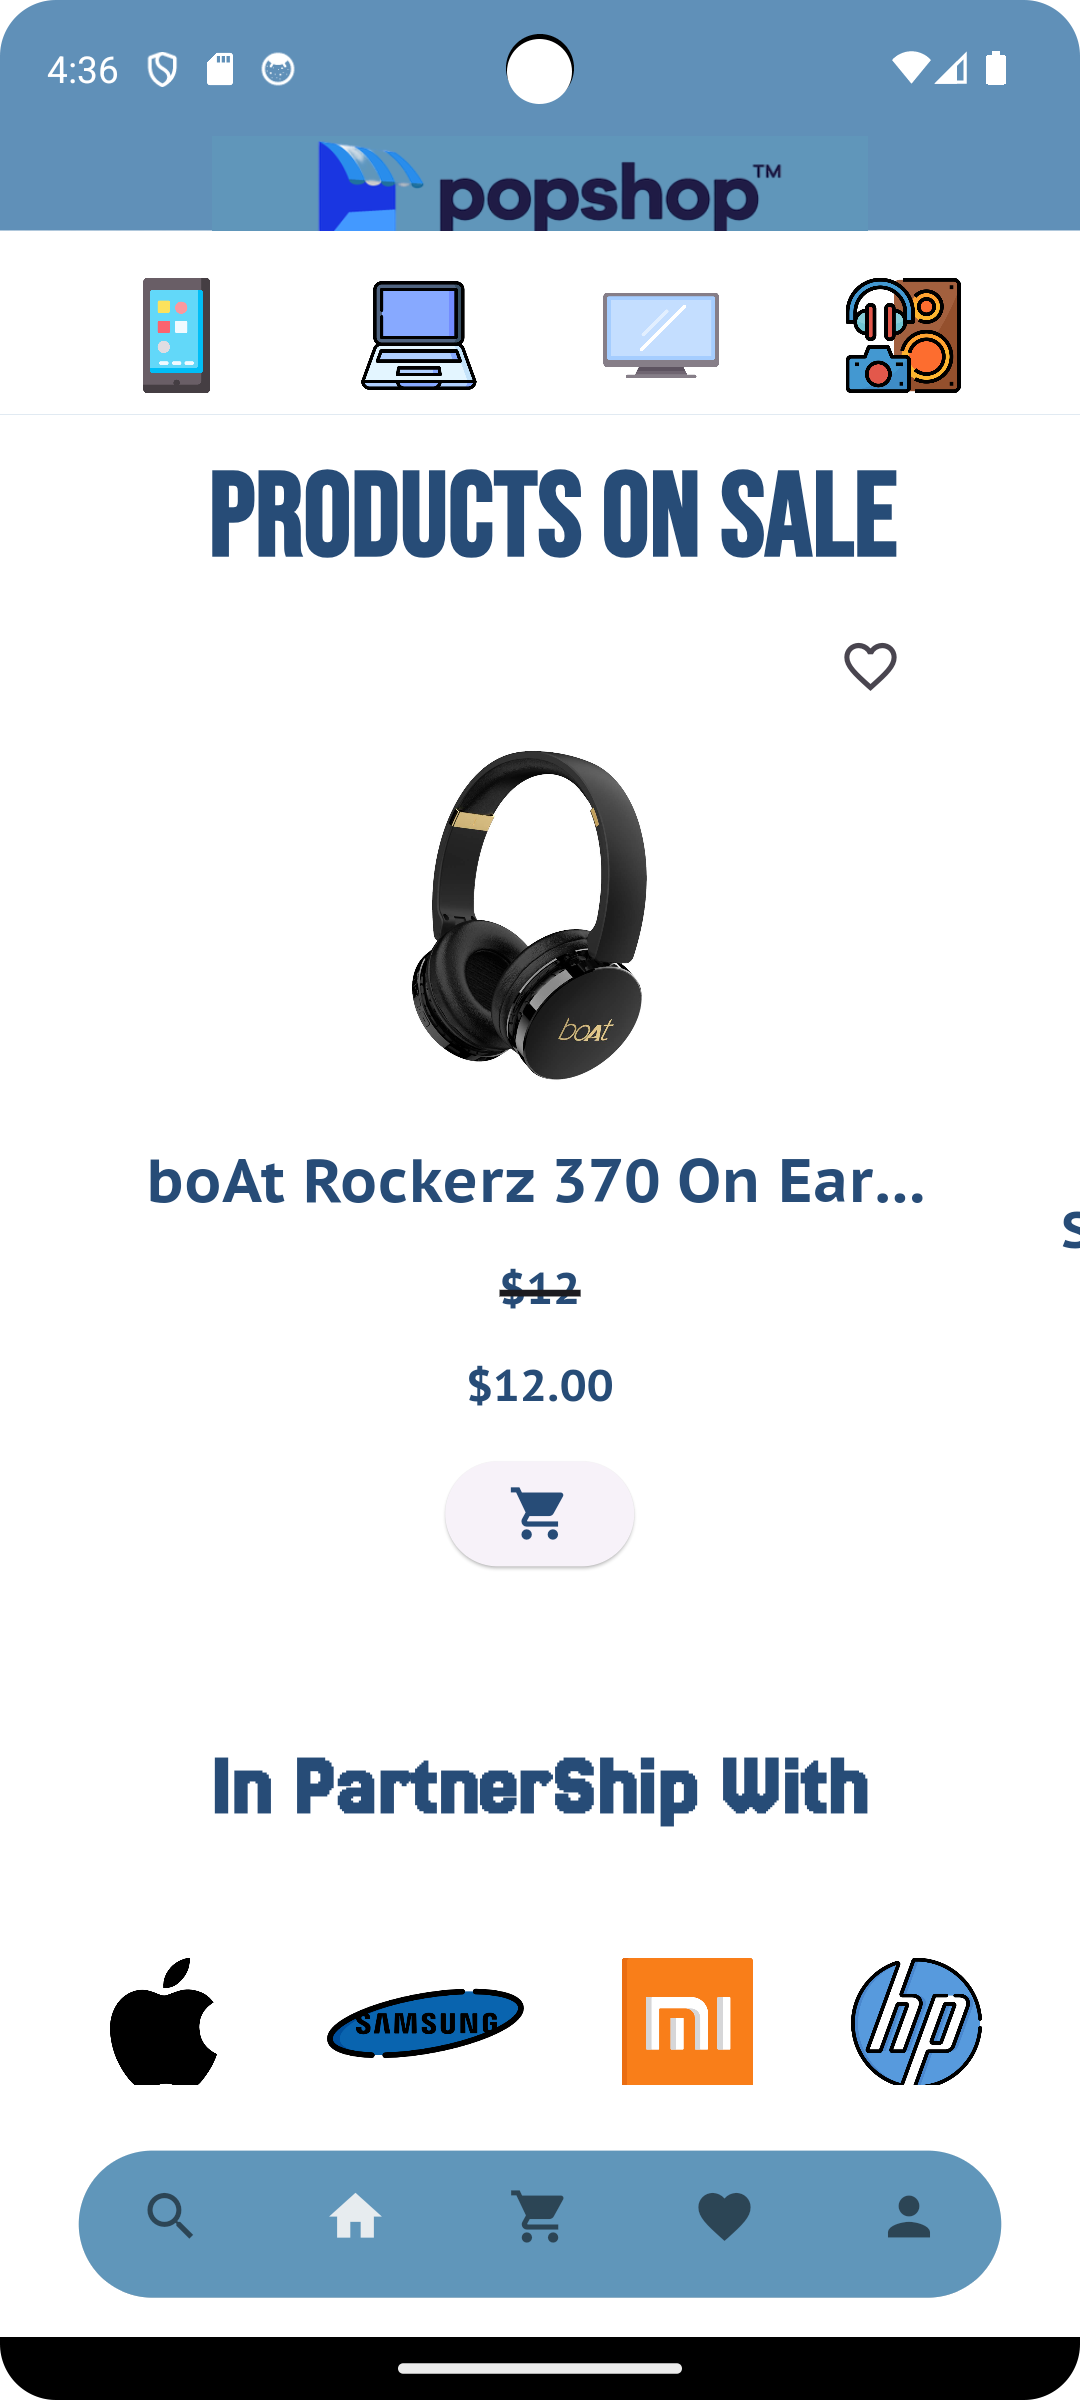 4:36
popshop™
PRODUCTS ON SALE
boAt
boAt Rockerz 370 On Ear...
S
$12
$12.00
In PartnerShip With
SAMSUNG
mi
hp